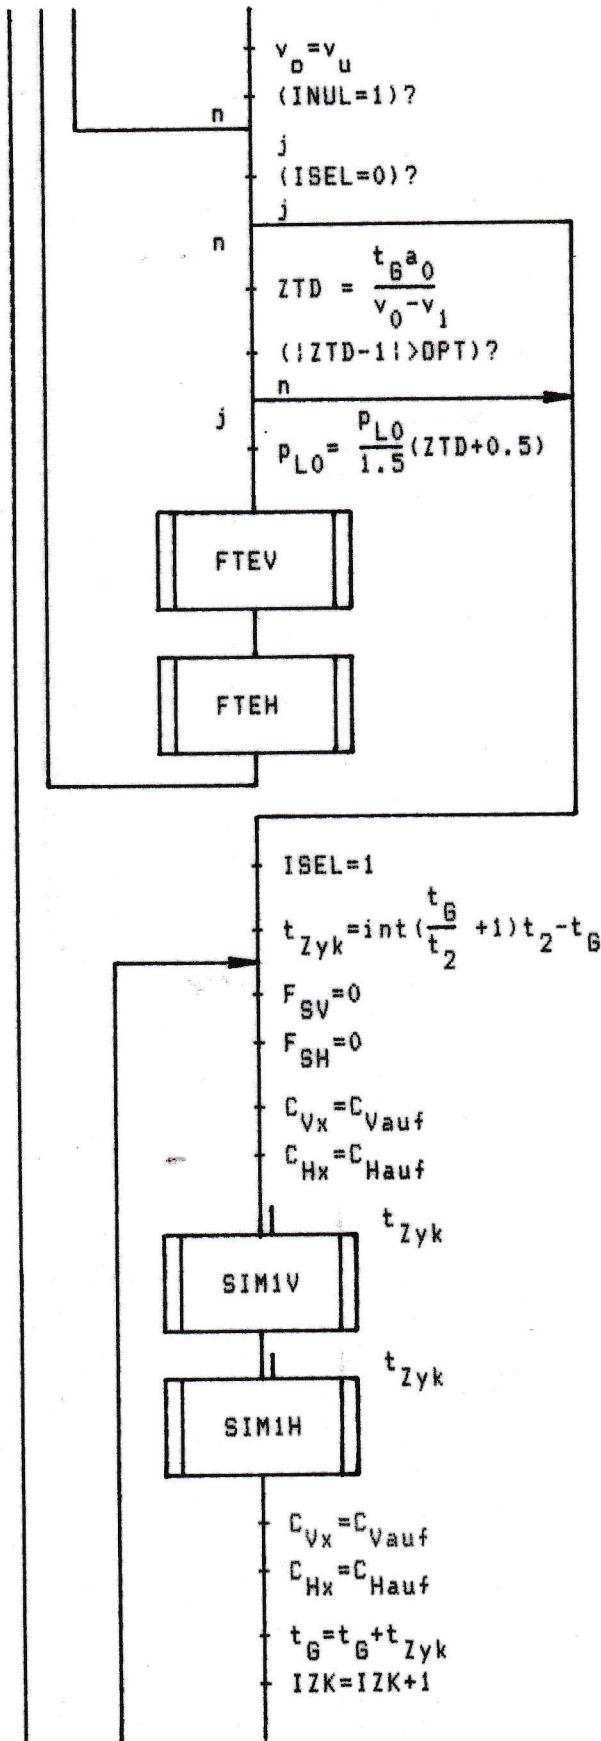 v_o=v_u
(INUL=1)?
n
j
(ISEL=0)?
j
n
ZTD = t_G a_0 / v_0-v_1
(|ZTD-1|>OPT)?
n
j
p_L0= p_L0/1.5 (ZTD+0.5)
FTEV
FTEH
ISEL=1
t_Zyk=int(t_G/t_2 +1)t_2-t_G
F_SV=0
F_SH=0
C_Vx=C_Vauf
C_Hx=C_Hauf
t_Zyk
SIM1V
t_Zyk
SIM1H
C_Vx=C_Vauf
C_Hx=C_Hauf
t_G=t_G+t_Zyk
IZK=IZK+1